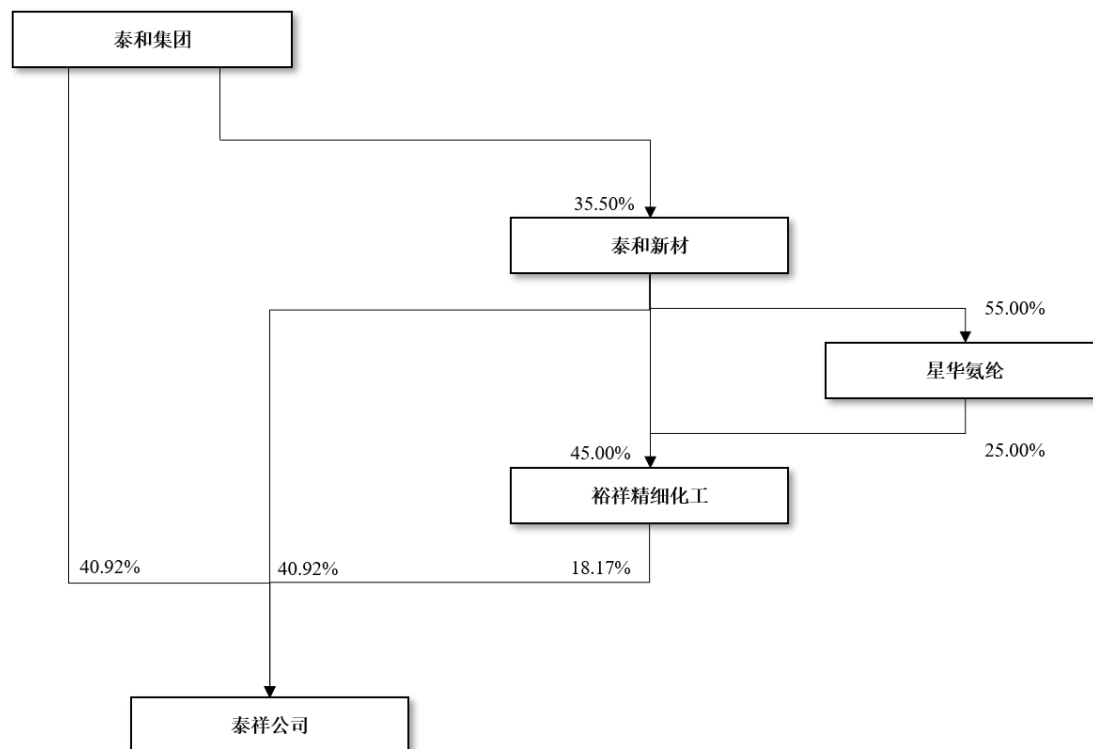 泰和集团
35.50%
泰和新材
55.00%
星华氨纶
45.00%
25.00%
裕祥精细化工
40.92%
40.92%
18.17%
泰祥公司